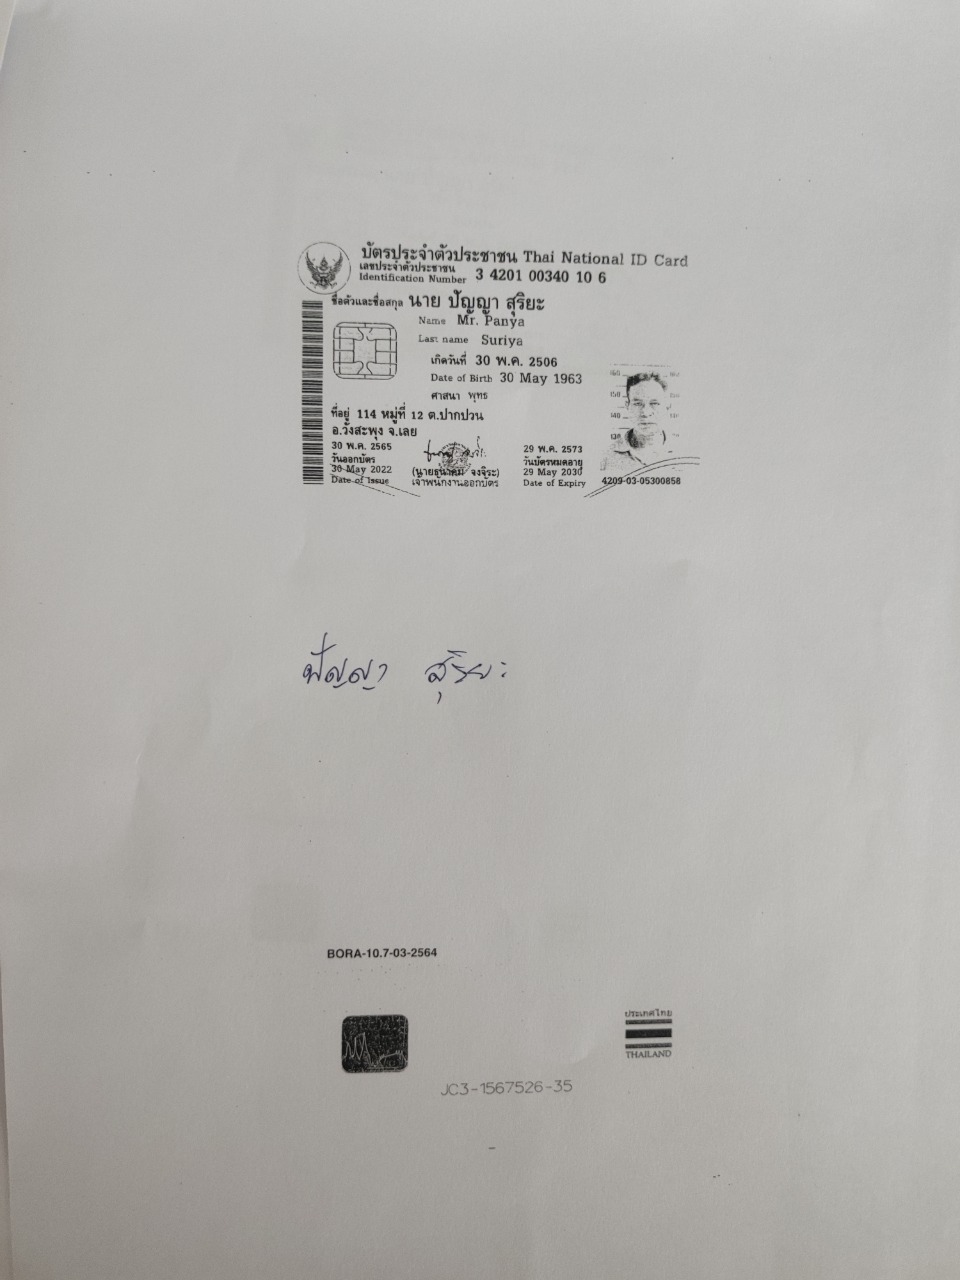 บัตรประจำตัวประชาชน Thai National ID Card
เลขประจำตัวประชาชน
Identification Number 3 4201 00340 10 6
ชื่อตัวและชื่อสกุล นาย ปัญญา สุริยะ
Name Mr. Panya
Last name Suriya
เกิดวันที่ 30 พ.ค. 2506
Date of Birth 30 May 1963
ศาสนา พุทธ
ที่อยู่ 114 หมู่ที่ 12 ต.ปากปวน
อ.วังสะพุง จ.เลย
30 พ.ค. 2565
วันออกบัตร
30 May 2022
Date of Issue
เจ้าพนักงานออกบัตร
29 พ.ค. 2573
วันบัตรหมดอายุ
29 May 2030
Date of Expiry
160
150
140
130
4209-03-05300858
ปัญญา สุริยะ
BORA-10.7-03-2564
ประเทศไทย
THAILAND
JC3-1567526-35